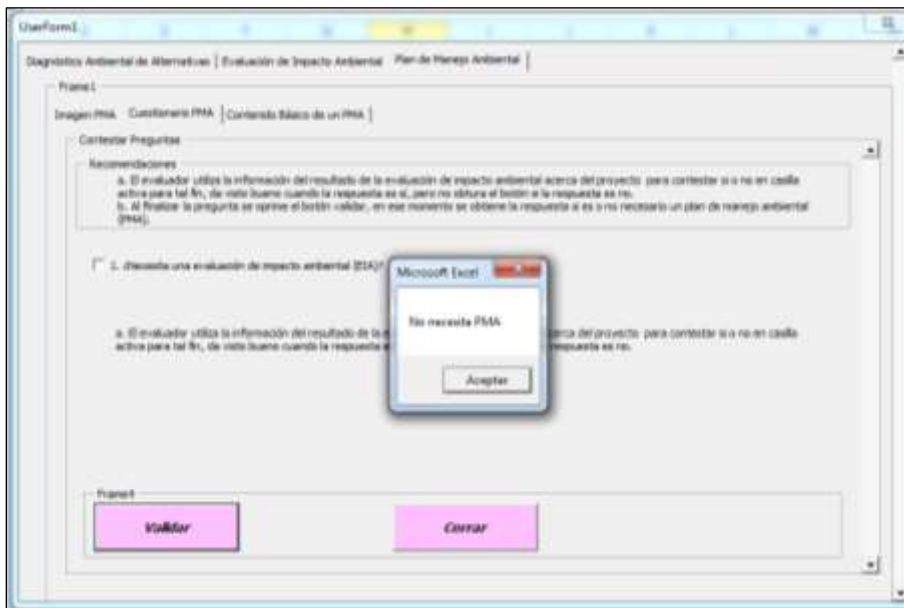 UserForm1
Diagnóstico Ambiental de Alternativas Evaluación de Impacto Ambiental Plan de Manejo Ambiental
Frame1
Imagen PMA Cuestionario PMA Contenido Básico de un PMA
Contestar Preguntas
Recomendaciones
a. El evaluador utiliza la información del resultado de la evaluación de impacto ambiental acerca del proyecto para contestar si o no en casilla
activa para tal fin, da visto bueno cuando la respuesta es si, pero no obtura el botón si la respuesta es no.
b. Al finalizar la pregunta se oprime el botón validar, en ese momento se obtiene la respuesta si es o no necesario un plan de manejo ambiental
(PMA).
1. ¿Necesita una evaluación de impacto ambiental (EIA)?
Microsoft Excel
No necesita PMA
Aceptar
a. El evaluador utiliza la información del resultado de la acerca del proyecto para contestar si o no en casilla
activa para tal fin, da visto bueno cuando la respuesta respuesta es no.
Frame4
Validar Cerrar